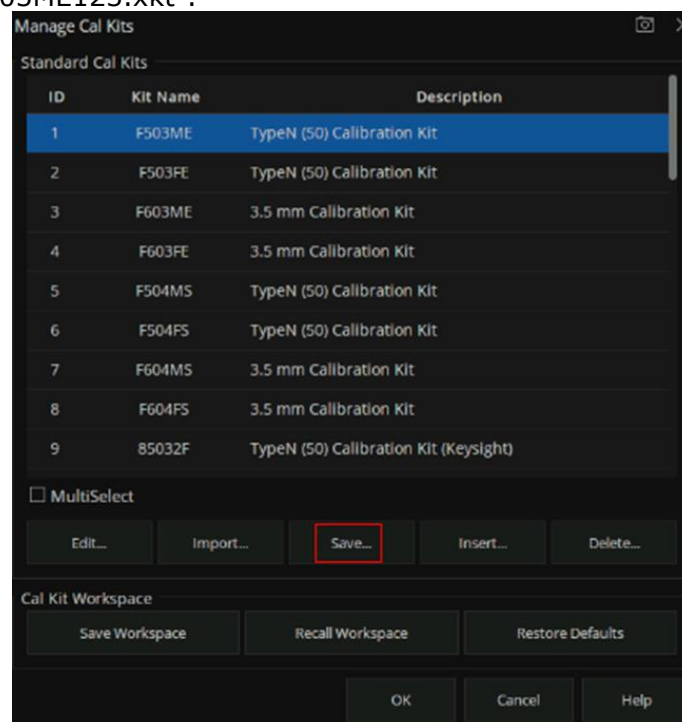 03ME123.xkt".
Manage Cal Kits
Standard Cal Kits
ID Kit Name Description
1 F503ME TypeN (50) Calibration Kit
2 F503FE TypeN (50) Calibration Kit
3 F603ME 3.5 mm Calibration Kit
4 F603FE 3.5 mm Calibration Kit
5 F504MS TypeN (50) Calibration Kit
6 F504FS TypeN (50) Calibration Kit
7 F604MS 3.5 mm Calibration Kit
8 F604FS 3.5 mm Calibration Kit
9 85032F TypeN (50) Calibration Kit (Keysight)
MultiSelect
Edit... Import... Save... Insert... Delete...
Cal Kit Workspace
Save Workspace Recall Workspace Restore Defaults
OK Cancel Help